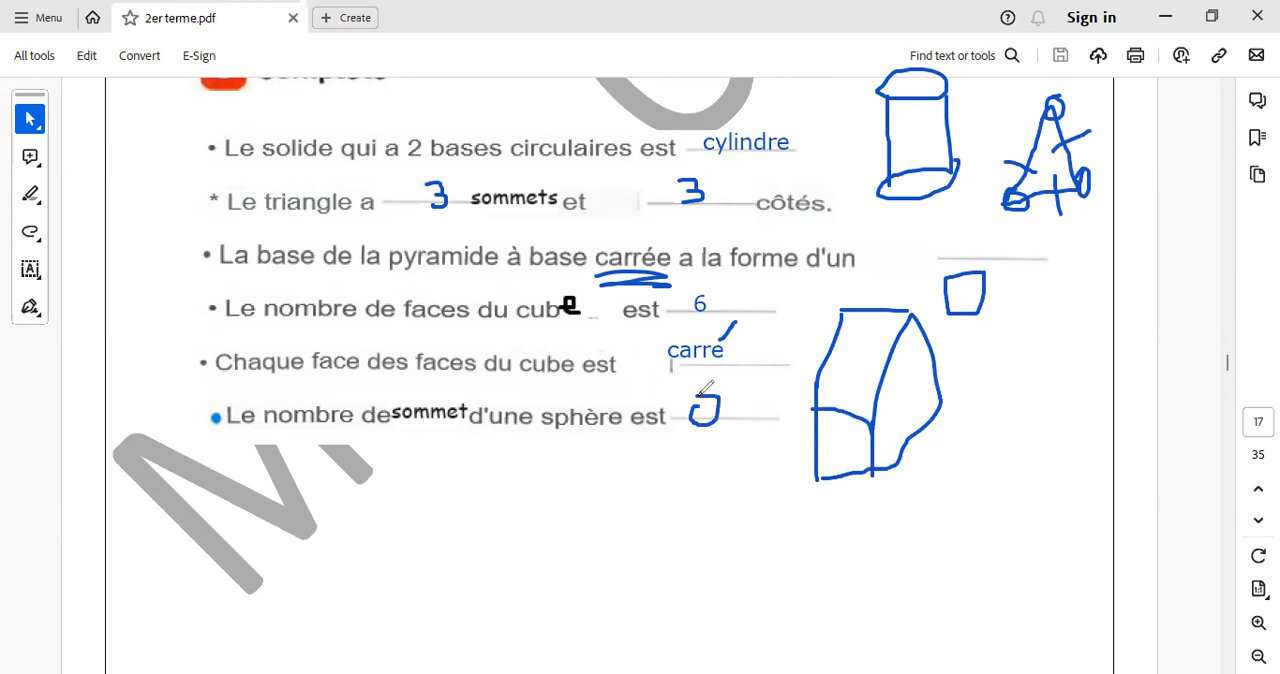 Menu
2er terme.pdf
Create
Sign in
All tools
Edit
Convert
E-Sign
Find text or tools
• Le solide qui a 2 bases circulaires est cylindre
* Le triangle a 3 sommets et 3 côtés.
• La base de la pyramide à base carrée a la forme d'un
• Le nombre de faces du cube est 6
• Chaque face des faces du cube est carré
• Le nombre de sommet d'une sphère est 0
17
35